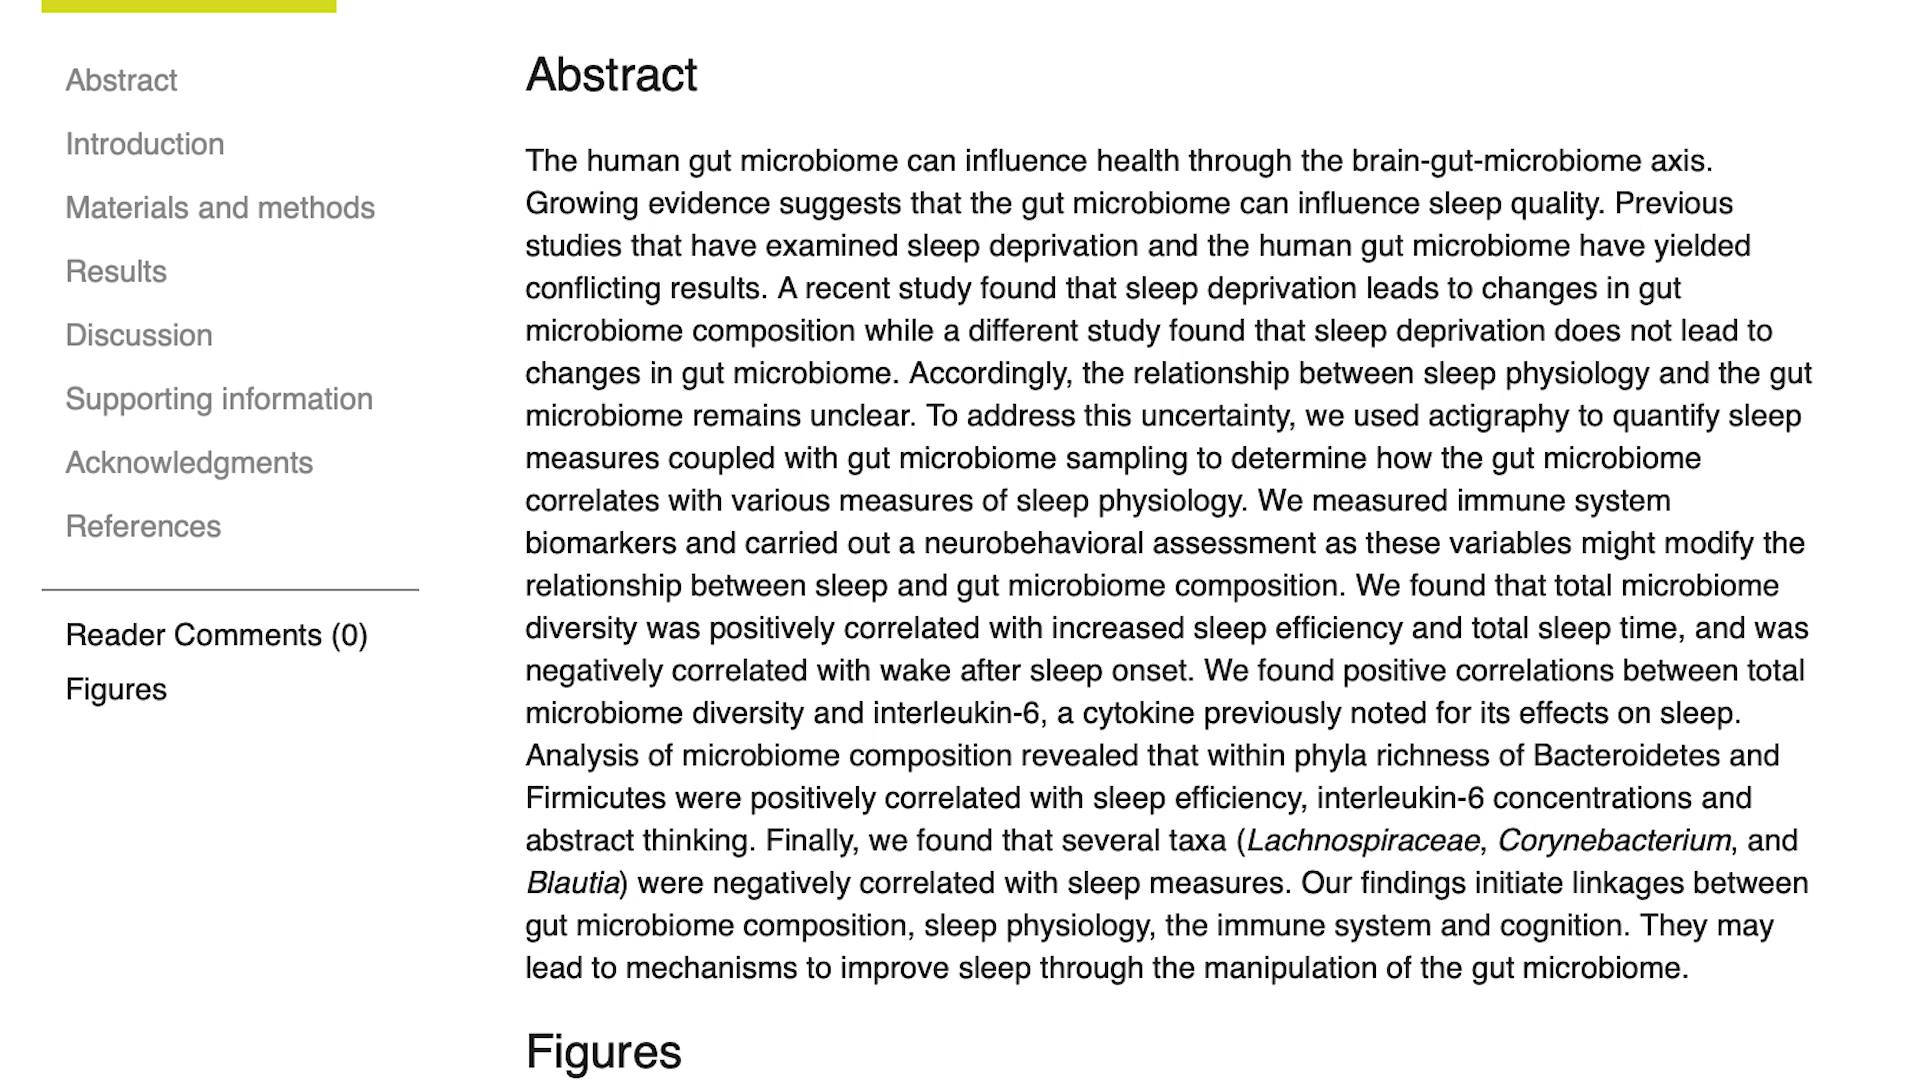 Abstract
Introduction
Materials and methods
Results
Discussion
Supporting information
Acknowledgments
References
Reader Comments (0)
Figures
Abstract
The human gut microbiome can influence health through the brain-gut-microbiome axis.
Growing evidence suggests that the gut microbiome can influence sleep quality. Previous
studies that have examined sleep deprivation and the human gut microbiome have yielded
conflicting results. A recent study found that sleep deprivation leads to changes in gut
microbiome composition while a different study found that sleep deprivation does not lead to
changes in gut microbiome. Accordingly, the relationship between sleep physiology and the gut
microbiome remains unclear. To address this uncertainty, we used actigraphy to quantify sleep
measures coupled with gut microbiome sampling to determine how the gut microbiome
correlates with various measures of sleep physiology. We measured immune system
biomarkers and carried out a neurobehavioral assessment as these variables might modify the
relationship between sleep and gut microbiome composition. We found that total microbiome
diversity was positively correlated with increased sleep efficiency and total sleep time, and was
negatively correlated with wake after sleep onset. We found positive correlations between total
microbiome diversity and interleukin-6, a cytokine previously noted for its effects on sleep.
Analysis of microbiome composition revealed that within phyla richness of Bacteroidetes and
Firmicutes were positively correlated with sleep efficiency, interleukin-6 concentrations and
abstract thinking. Finally, we found that several taxa (Lachnospiraceae, Corynebacterium, and
Blautia) were negatively correlated with sleep measures. Our findings initiate linkages between
gut microbiome composition, sleep physiology, the immune system and cognition. They may
lead to mechanisms to improve sleep through the manipulation of the gut microbiome.
Figures